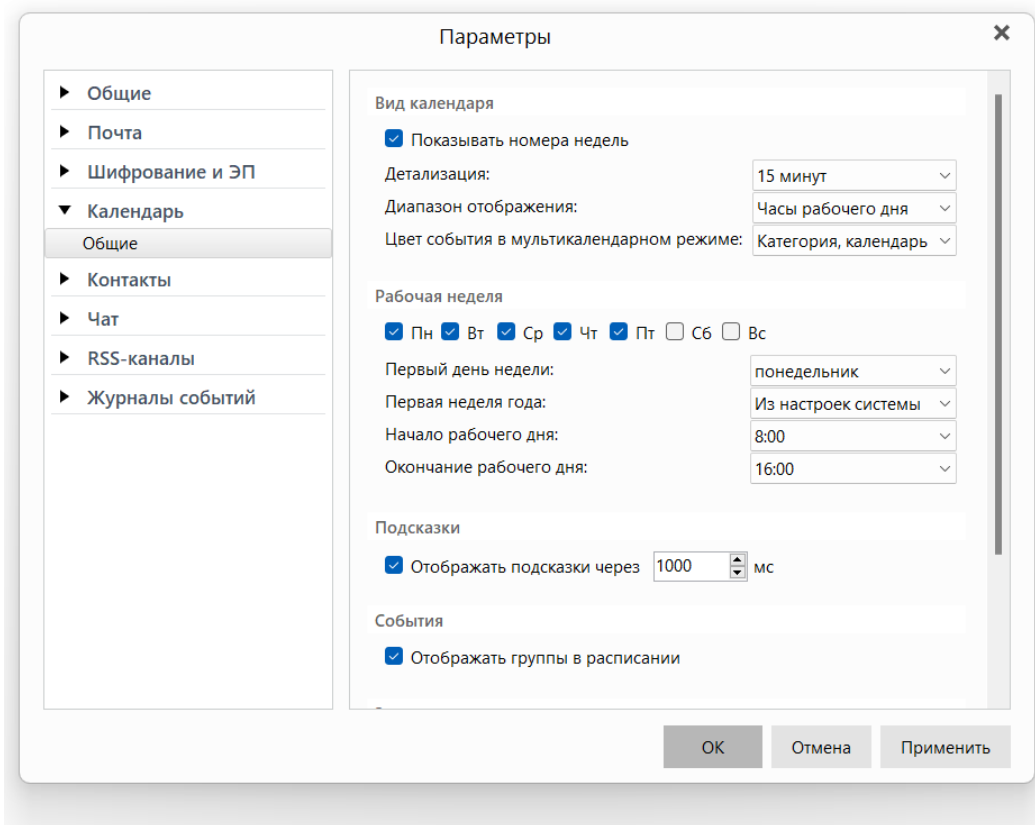 Параметры
Общие
Почта
Шифрование и ЭП
Календарь
Общие
Контакты
Чат
RSS-каналы
Журналы событий
Вид календаря
Показывать номера недель
Детализация: 15 минут
Диапазон отображения: Часы рабочего дня
Цвет события в мультикалендарном режиме: Категория, календарь
Рабочая неделя
Пн Вт Ср Чт Пт Сб Вс
Первый день недели: понедельник
Первая неделя года: Из настроек системы
Начало рабочего дня: 8:00
Окончание рабочего дня: 16:00
Подсказки
Отображать подсказки через 1000 мс
События
Отображать группы в расписании
ОК Отмена Применить